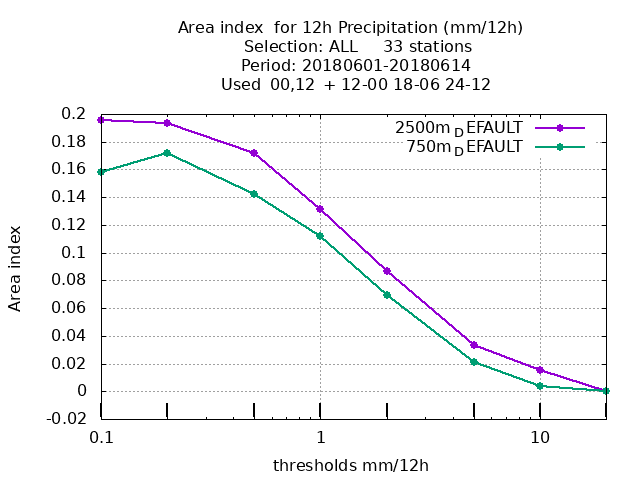 Area index  for 12h Precipitation (mm/12h)
Selection: ALL     33 stations
Period: 20180601-20180614
Used  00,12  + 12-00 18-06 24-12
2500m_DEFAULT
750m_DEFAULT
Area index
0.2
0.18
0.16
0.14
0.12
0.1
0.08
0.06
0.04
0.02
0
-0.02
0.1 1 10
thresholds mm/12h